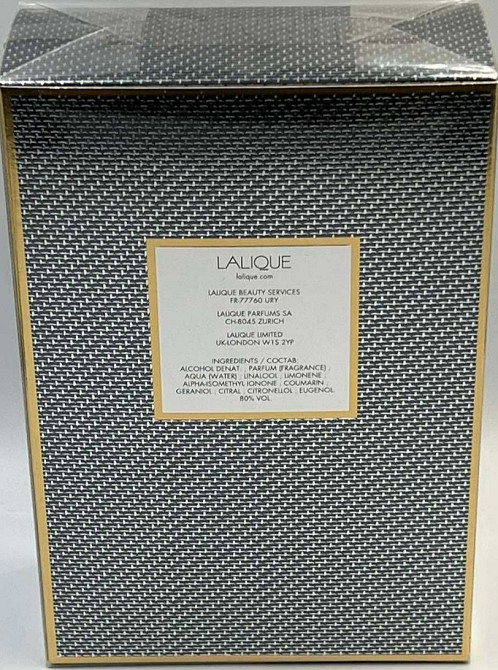 LALIQUE
lalique.com
LALIQUE BEAUTY SERVICES
FR-77760 URY
LALIQUE PARFUMS SA
CH-8045 ZURICH
LALIQUE LIMITED
UK-LONDON W1S 2YP
INGREDIENTS / COCTAB:
ALCOHOL DENAT. ; PARFUM (FRAGRANCE) ;
AQUA (WATER) ; LINALOOL ; LIMONENE ;
ALPHA-ISOMETHYL IONONE ; COUMARIN ;
GERANIOL ; CITRAL ; CITRONELLOL ; EUGENOL.
80% VOL